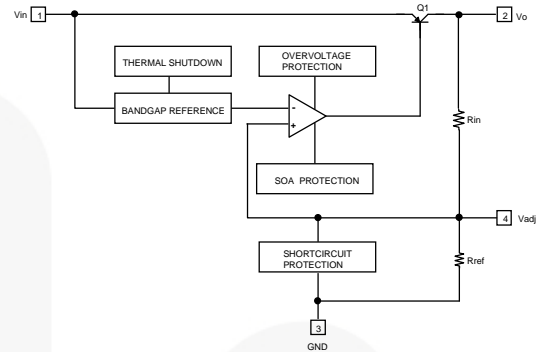 Q1
Vin 1
2 Vo
THERMAL SHUTDOWN
OVERVOLTAGE
PROTECTION
BANDGAP REFERENCE
-
+
Rin
SOA PROTECTION
4 Vadj
SHORTCIRCUIT
PROTECTION
Rref
3
GND